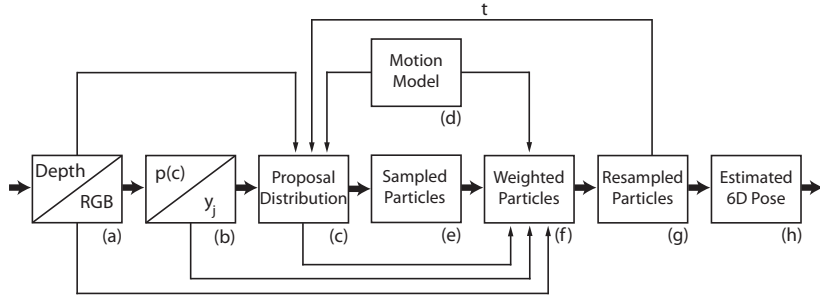 t
Motion
Model
(d)
Depth
RGB
(a)
p(c)
y_j
(b)
Proposal
Distribution
(c)
Sampled
Particles
(e)
Weighted
Particles
(f)
Resampled
Particles
(g)
Estimated
6D Pose
(h)